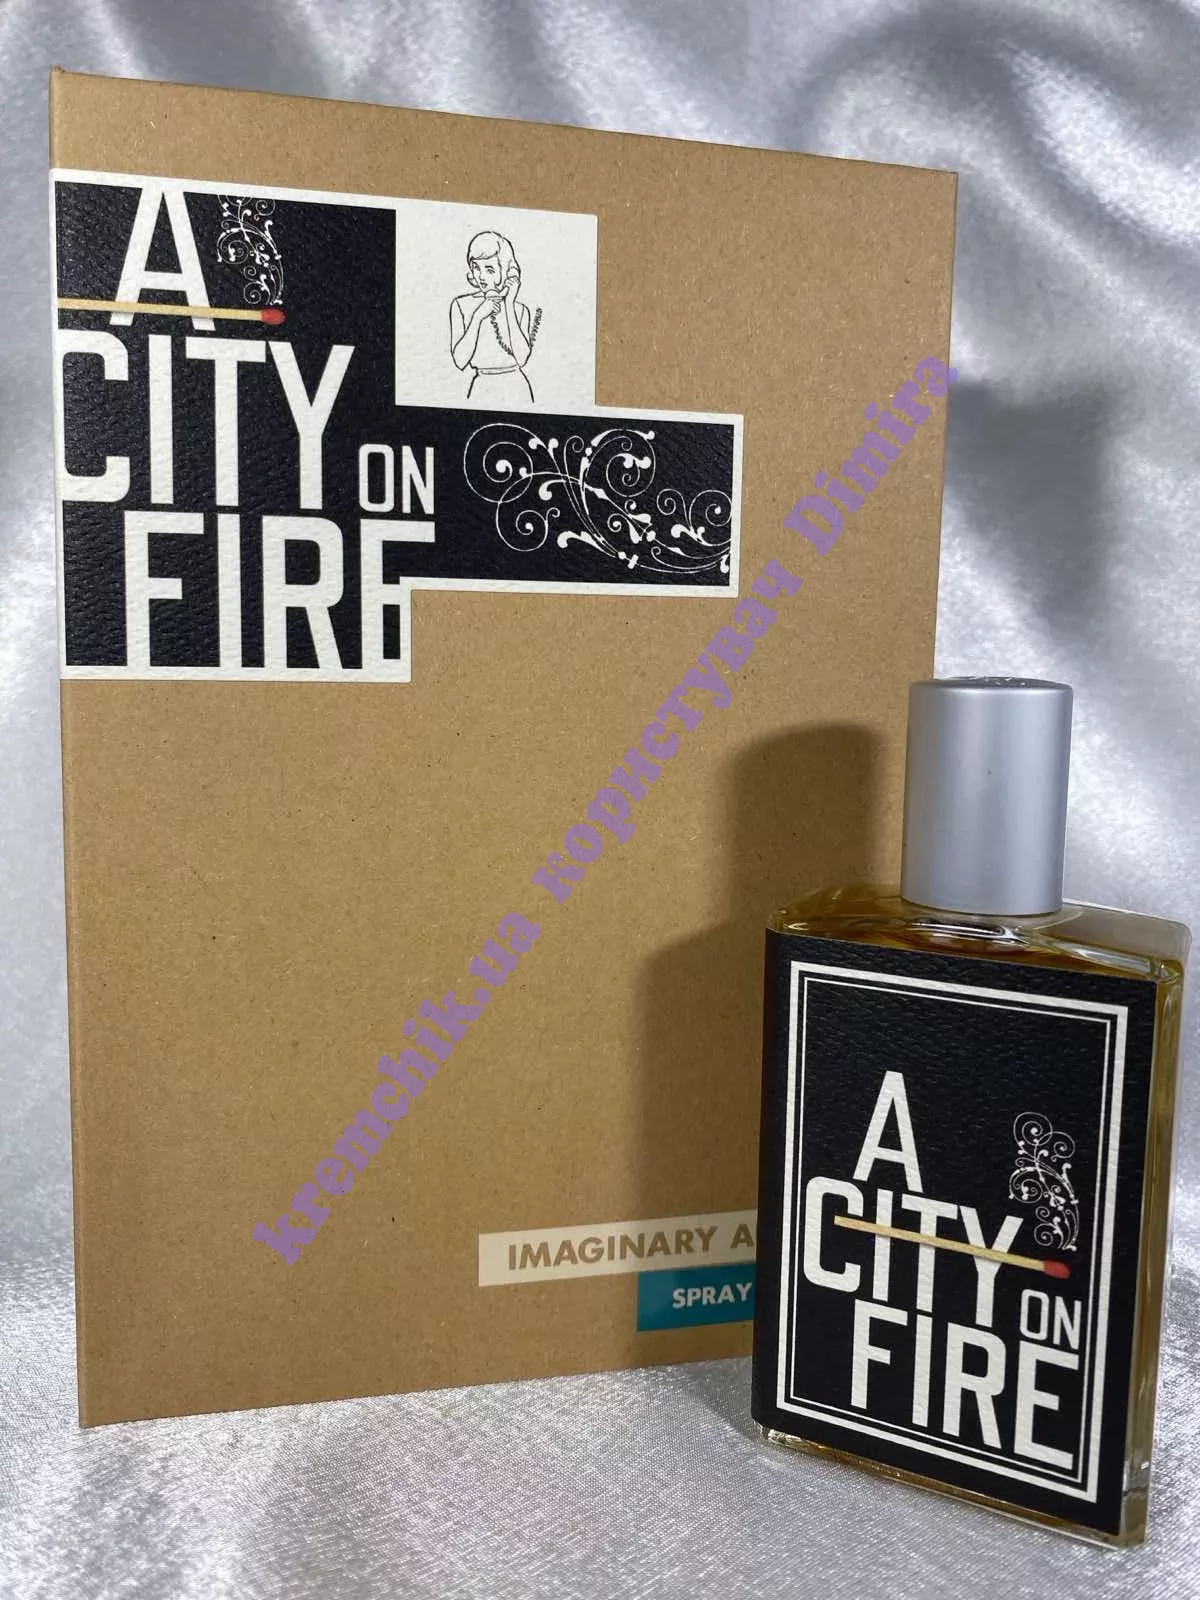 A
CITY ON
FIRE
IMAGINARY A
SPRAY
A
CITY ON
FIRE
kremchik.ua користувач Dimira